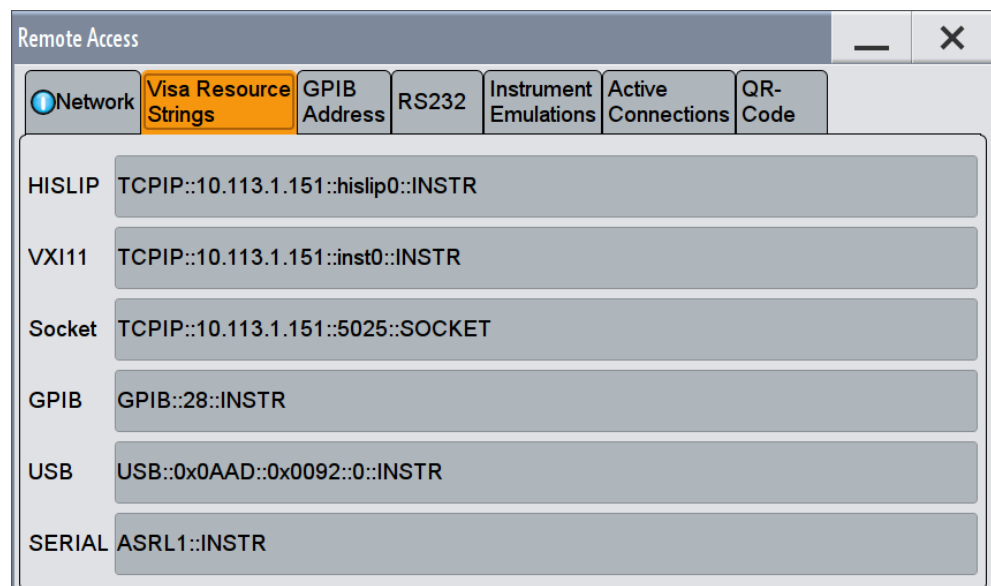 Remote Access
Network
Visa Resource
Strings
GPIB
Address
RS232
Instrument
Emulations
Active
Connections
QR-
Code
HISLIP TCPIP::10.113.1.151::hislip0::INSTR
VXI11 TCPIP::10.113.1.151::inst0::INSTR
Socket TCPIP::10.113.1.151::5025::SOCKET
GPIB GPIB::28::INSTR
USB USB::0x0AAD::0x0092::0::INSTR
SERIAL ASRL1::INSTR